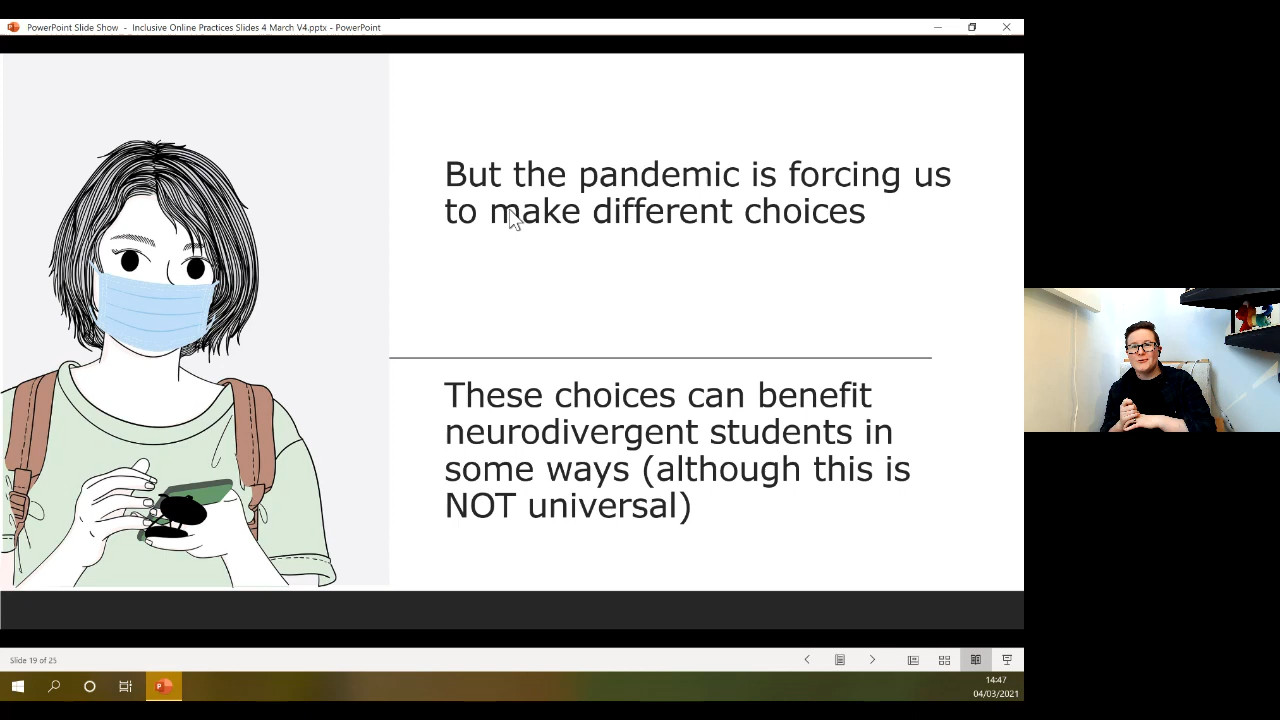 PowerPoint Slide Show - Inclusive Online Practices Slides 4 March V4.pptx - PowerPoint
But the pandemic is forcing us
to make different choices
These choices can benefit
neurodivergent students in
some ways (although this is
NOT universal)
Slide 19 of 25
14:47
04/03/2021